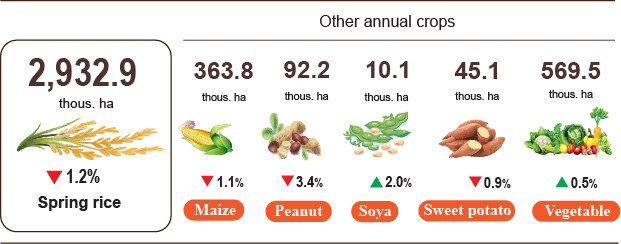 Other annual crops
2,932.9
thous. ha
▼ 1.2%
Spring rice
363.8
thous. ha
▼ 1.1%
Maize
92.2
thous. ha
▼ 3.4%
Peanut
10.1
thous. ha
▲ 2.0%
Soya
45.1
thous. ha
▼ 0.9%
Sweet potato
569.5
thous. ha
▲ 0.5%
Vegetable